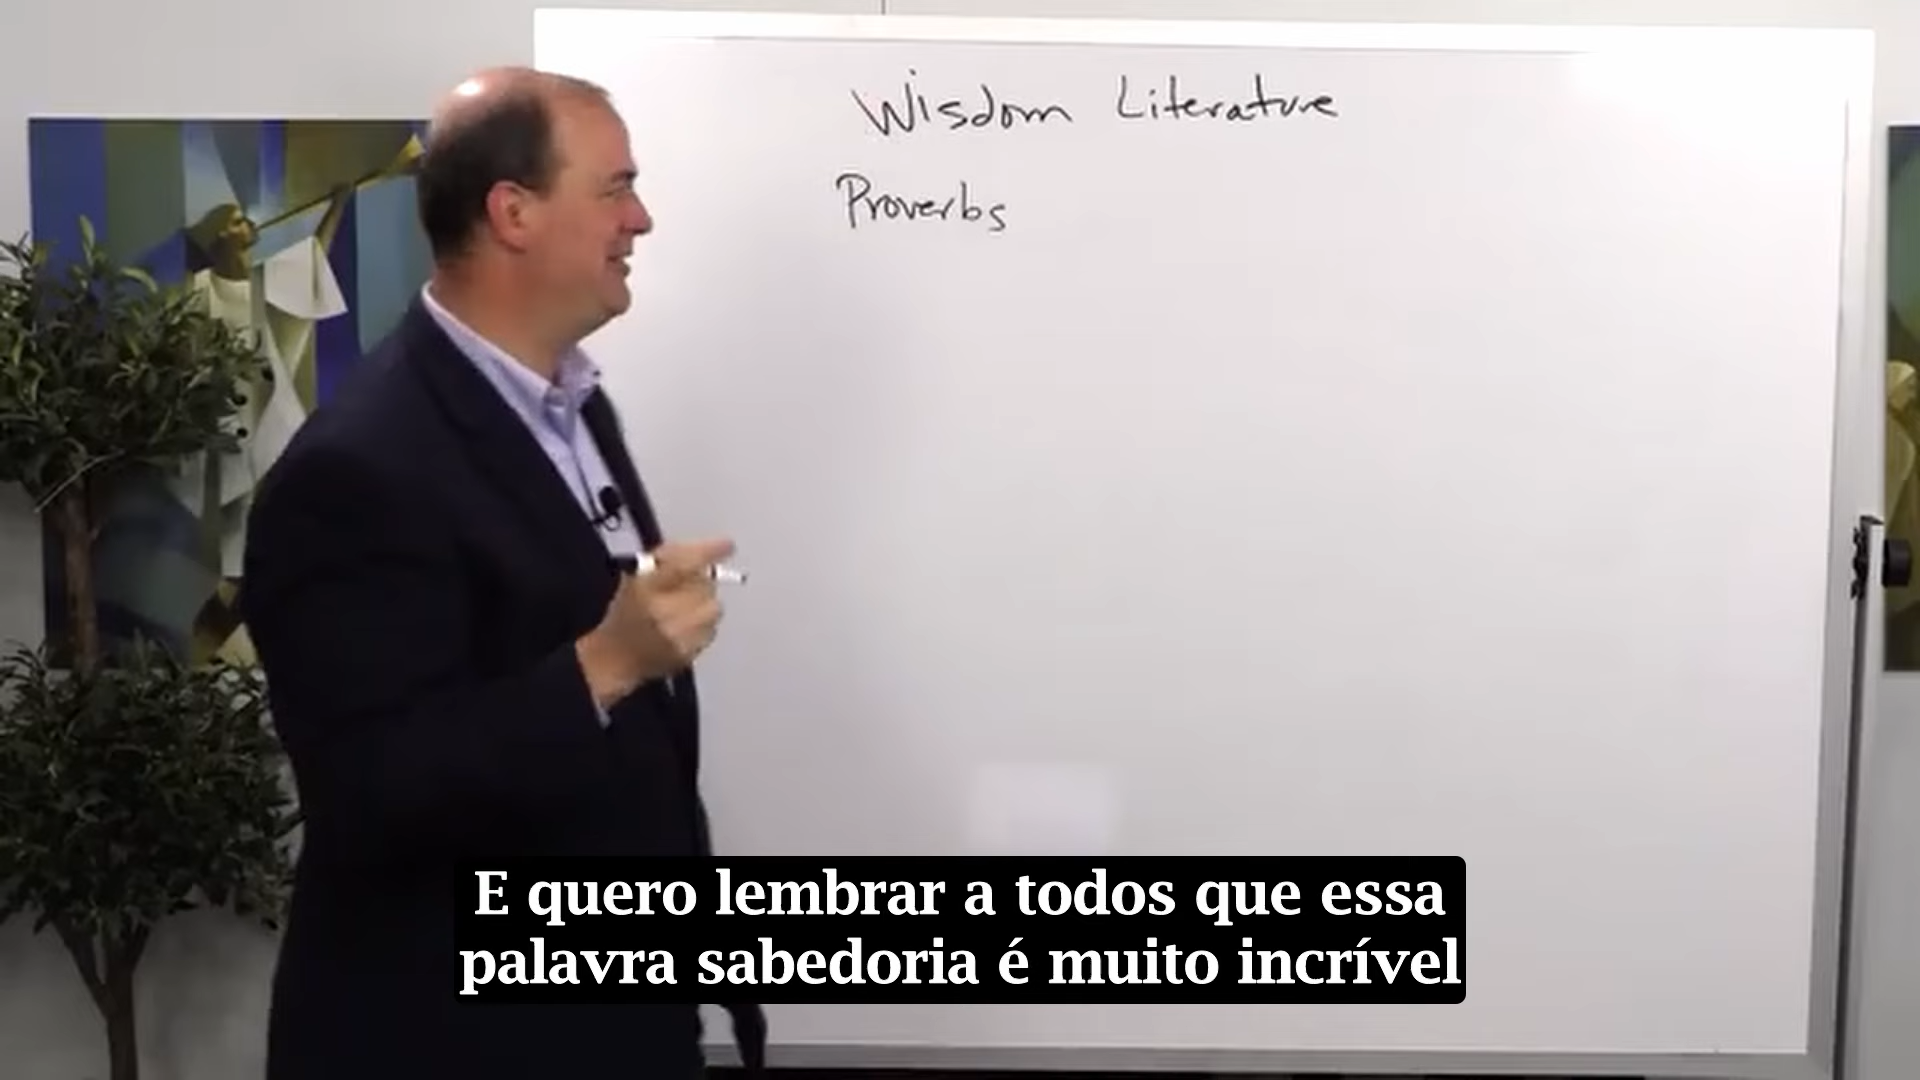 Wisdom Literature
Proverbs
E quero lembrar a todos que essa
palavra sabedoria é muito incrível